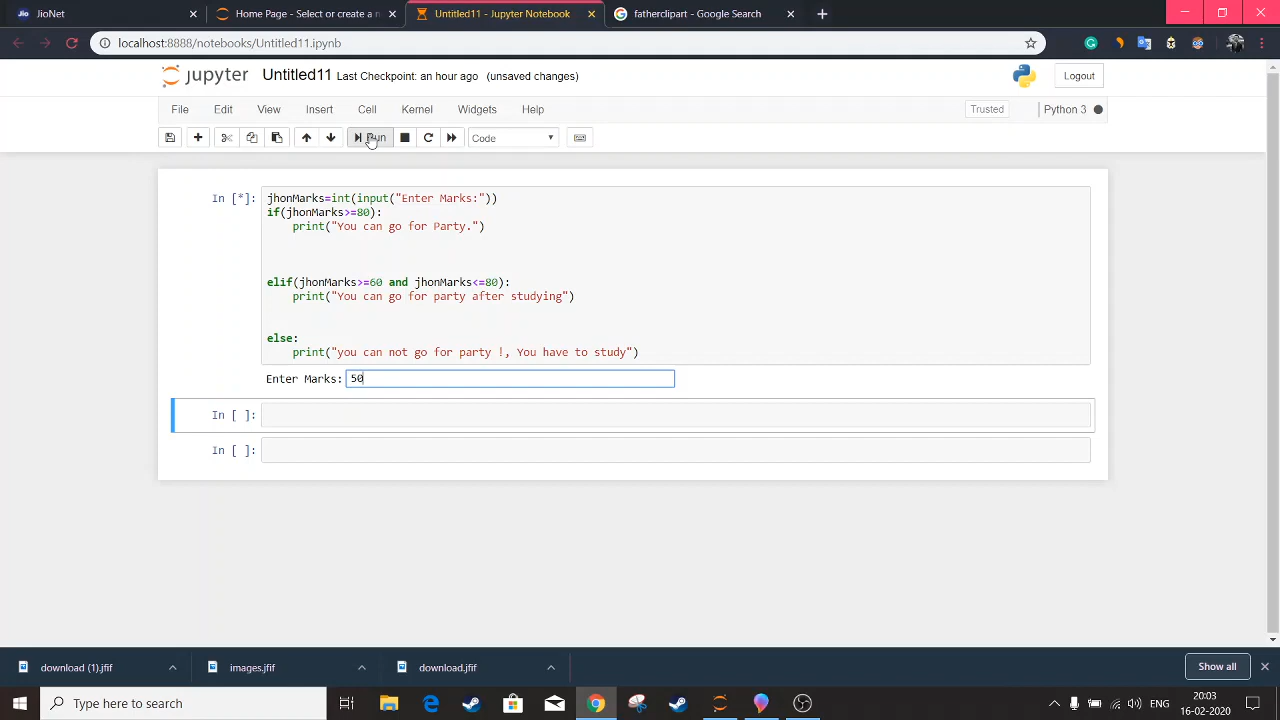 JioNet
Home Page - Select or create a n
Untitled11 – Jupyter Notebook
fatherclipart - Google Search
localhost:8888/notebooks/Untitled11.ipynb
jupyter Untitled11 Last Checkpoint: an hour ago (unsaved changes)
Logout
File Edit View Insert Cell Kernel Widgets Help
Trusted
Python 3
Run
Code
In [*]:
jhonMarks=int(input("Enter Marks:"))
if(jhonMarks>=80):
print("You can go for Party.")
elif(jhonMarks>=60 and jhonMarks<=80):
print("You can go for party after studying")
else:
print("you can not go for party !, You have to study")
Enter Marks: 50
In [ ]:
In [ ]:
download (1).jfif
images.jfif
download.jfif
Show all
Type here to search
ENG
20:03
16-02-2020